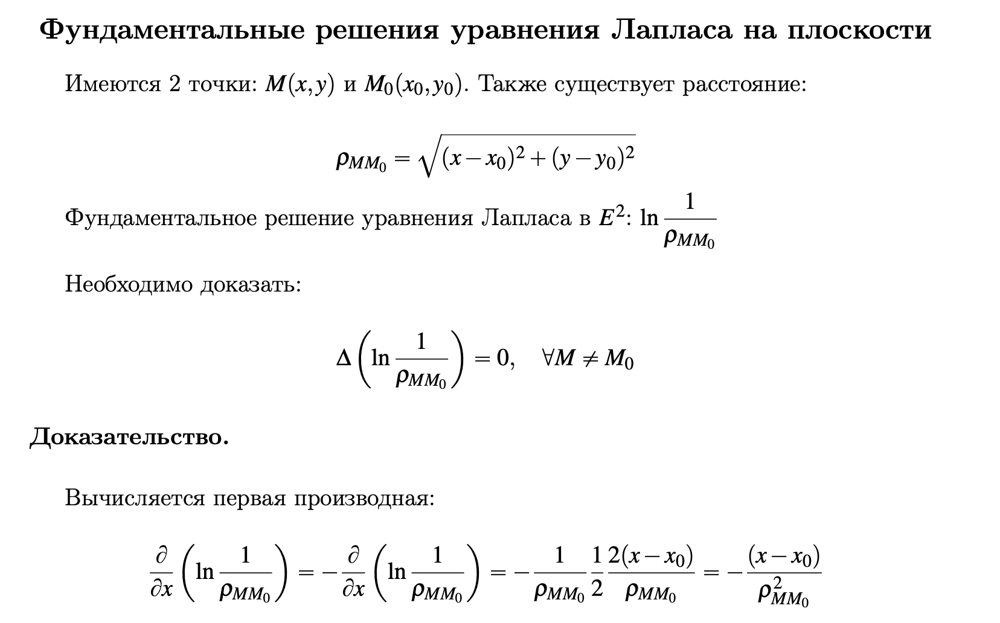 Фундаментальные решения уравнения Лапласа на плоскости
Имеются 2 точки: $M(x,y)$ и $M_0(x_0,y_0)$. Также существует расстояние:
$\rho_{MM_0} = \sqrt{(x-x_0)^2+(y-y_0)^2}$
Фундаментальное решение уравнения Лапласа в $E^2$: $\ln \frac{1}{\rho_{MM_0}}$
Необходимо доказать:
$\Delta \left( \ln \frac{1}{\rho_{MM_0}} \right) = 0, \quad \forall M \neq M_0$
Доказательство.
Вычисляется первая производная:
$\frac{\partial}{\partial x} \left( \ln \frac{1}{\rho_{MM_0}} \right) = -\frac{\partial}{\partial x} \left( \ln \frac{1}{\rho_{MM_0}} \right) = -\frac{1}{\rho_{MM_0}} \frac{1}{2} \frac{2(x-x_0)}{\rho_{MM_0}} = -\frac{(x-x_0)}{\rho^2_{MM_0}}$